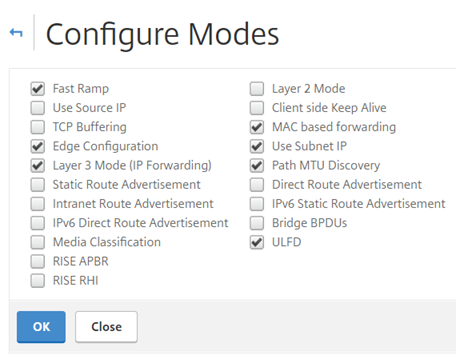 Configure Modes
Fast Ramp
Layer 2 Mode
Use Source IP
Client side Keep Alive
TCP Buffering
MAC based forwarding
Edge Configuration
Use Subnet IP
Layer 3 Mode (IP Forwarding)
Path MTU Discovery
Static Route Advertisement
Direct Route Advertisement
Intranet Route Advertisement
IPv6 Static Route Advertisement
IPv6 Direct Route Advertisement
Bridge BPDUs
Media Classification
ULFD
RISE APBR
RISE RHI
OK
Close